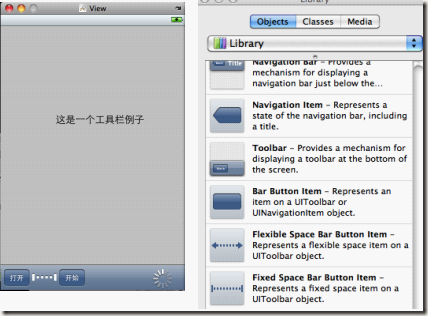 View
这是一个工具栏例子
打开
开始
Library
Objects
Classes
Media
Library
Title
Navigation Bar – Provides a
mechanism for displaying a
navigation bar just below the...
Navigation Item – Represents a
state of the navigation bar, including
a title.
Toolbar – Provides a mechanism for
displaying a toolbar at the bottom of
the screen.
Bar Button Item – Represents an
item on a UIToolbar or
UINavigationItem object.
Flexible Space Bar Button Item –
Represents a flexible space item on a
UIToolbar object.
Fixed Space Bar Button Item –
Represents a fixed space item on a
UIToolbar object.